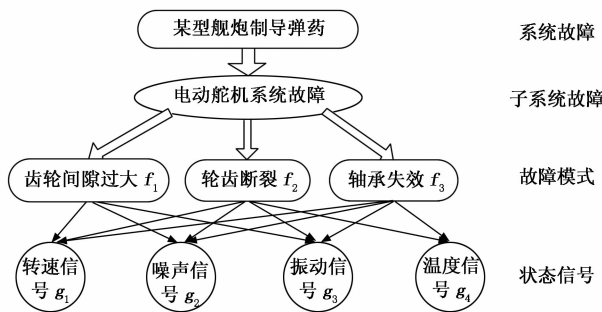 某型舰炮制导弹药
系统故障
电动舵机系统故障
子系统故障
齿轮间隙过大 f₁
轮齿断裂 f₂
轴承失效 f₃
故障模式
转速信
号 g₁
噪声信
号 g₂
振动信
号 g₃
温度信
号 g₄
状态信号